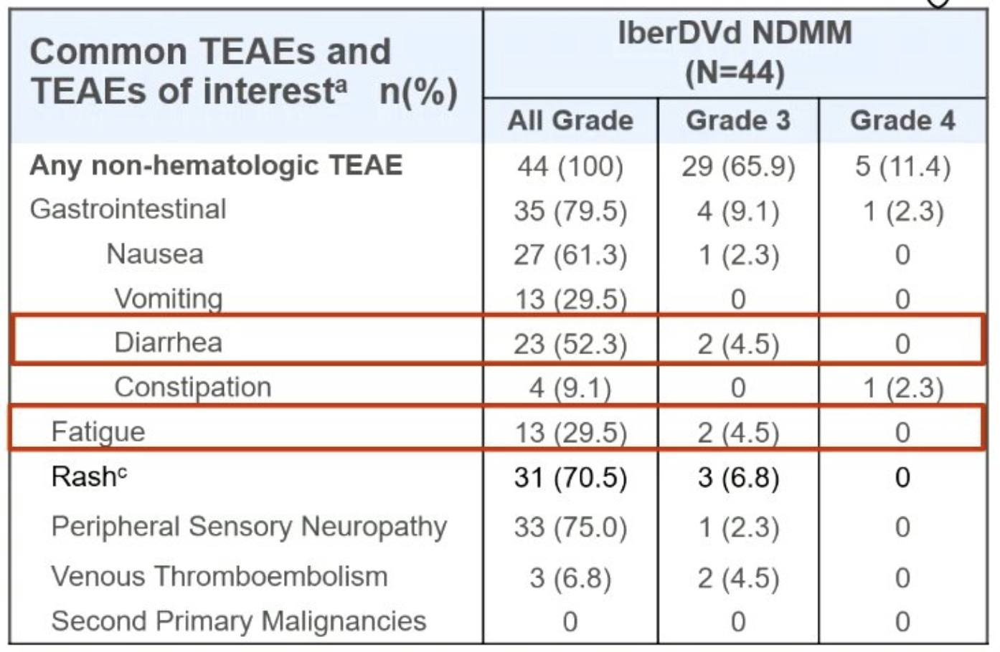 Common TEAEs and
TEAEs of interestᵃ n(%)
IberDVd NDMM
(N=44)
All Grade Grade 3 Grade 4
Any non-hematologic TEAE 44 (100) 29 (65.9) 5 (11.4)
Gastrointestinal 35 (79.5) 4 (9.1) 1 (2.3)
Nausea 27 (61.3) 1 (2.3) 0
Vomiting 13 (29.5) 0 0
Diarrhea 23 (52.3) 2 (4.5) 0
Constipation 4 (9.1) 0 1 (2.3)
Fatigue 13 (29.5) 2 (4.5) 0
Rashᶜ 31 (70.5) 3 (6.8) 0
Peripheral Sensory Neuropathy 33 (75.0) 1 (2.3) 0
Venous Thromboembolism 3 (6.8) 2 (4.5) 0
Second Primary Malignancies 0 0 0